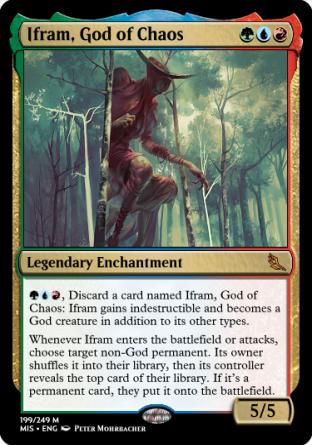 Ifram, God of Chaos
Legendary Enchantment
, Discard a card named Ifram, God of
Chaos: Ifram gains indestructible and becomes a
God creature in addition to its other types.
Whenever Ifram enters the battlefield or attacks,
choose target non-God permanent. Its owner
shuffles it into their library, then its controller
reveals the top card of their library. If it's a
permanent card, they put it onto the battlefield.
5/5
199/249 M
MIS • ENG Peter Mohrbacher